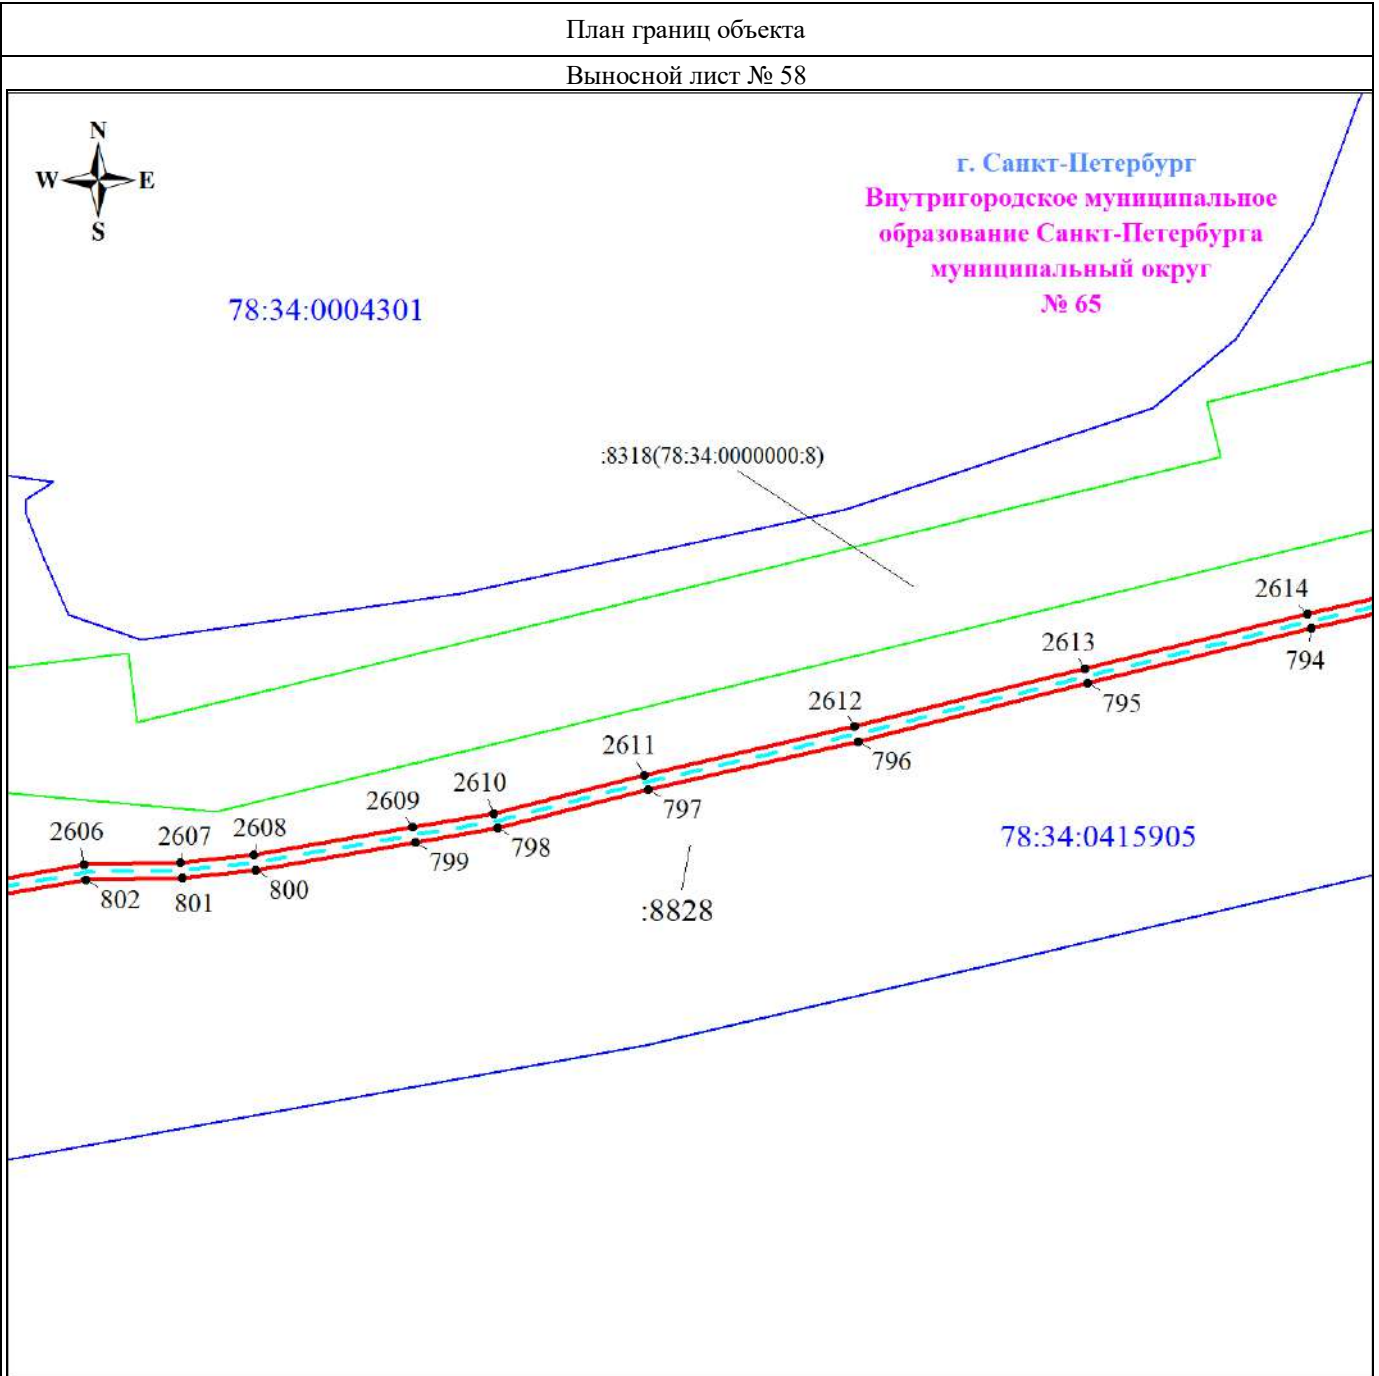 План границ объекта
Выносной лист № 58
N
W E
S
г. Санкт-Петербург
Внутригородское муниципальное
образование Санкт-Петербурга
муниципальный округ
№ 65
78:34:0004301
:8318(78:34:0000000:8)
2614
794
2613
795
2612
796
2611
797
2610
798
2609
799
2608
800
2607
801
2606
802
78:34:0415905
:8828